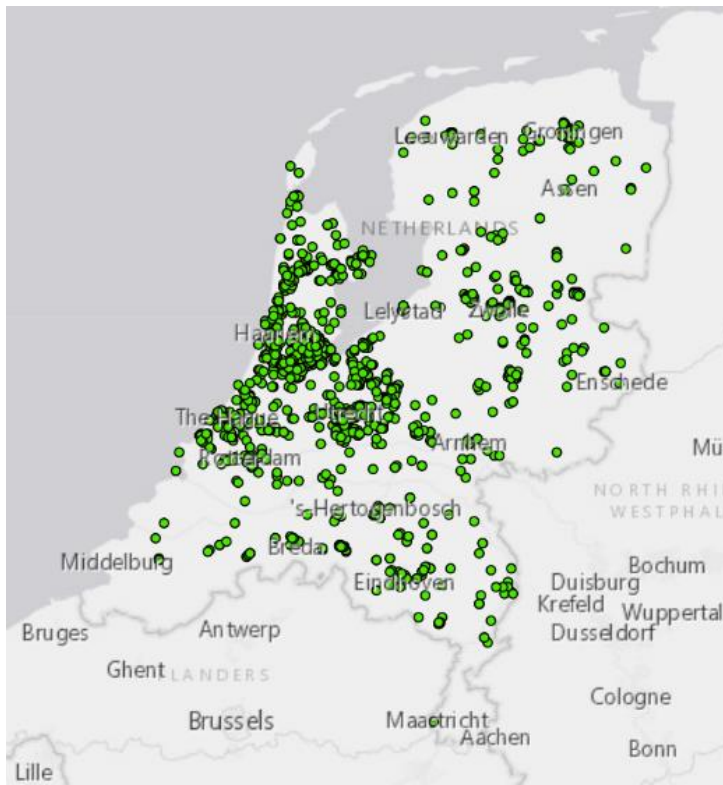 Leeuwarden
Groningen
Assen
NETHERLANDS
Lelystad
Zwolle
Haarlem
Enschede
The Hague
Utrecht
Arnhem
Rotterdam
Mü
NORTH RHI
WESTPHAL
's-Hertogenbosch
Breda
Middelburg
Eindhoven
Bochum
Duisburg
Krefeld
Wuppertal
Dusseldorf
Bruges
Antwerp
Ghent
FLANDERS
Cologne
Brussels
Maastricht
Aachen
Bonn
Lille